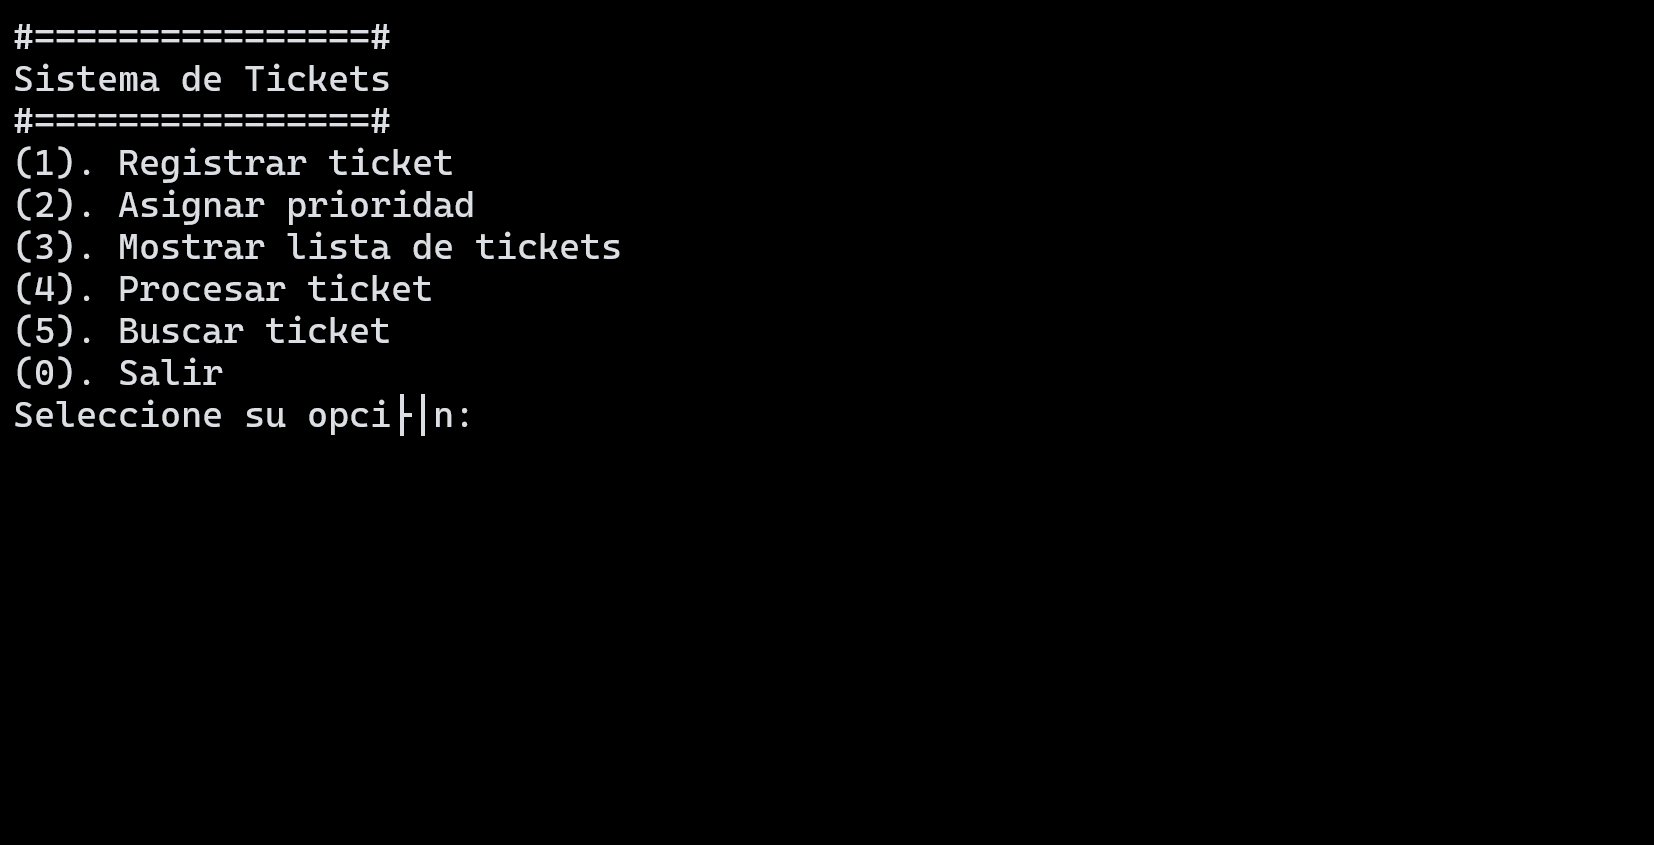 #================#
Sistema de Tickets
#================#
(1). Registrar ticket
(2). Asignar prioridad
(3). Mostrar lista de tickets
(4). Procesar ticket
(5). Buscar ticket
(0). Salir
Seleccione su opci├│n: